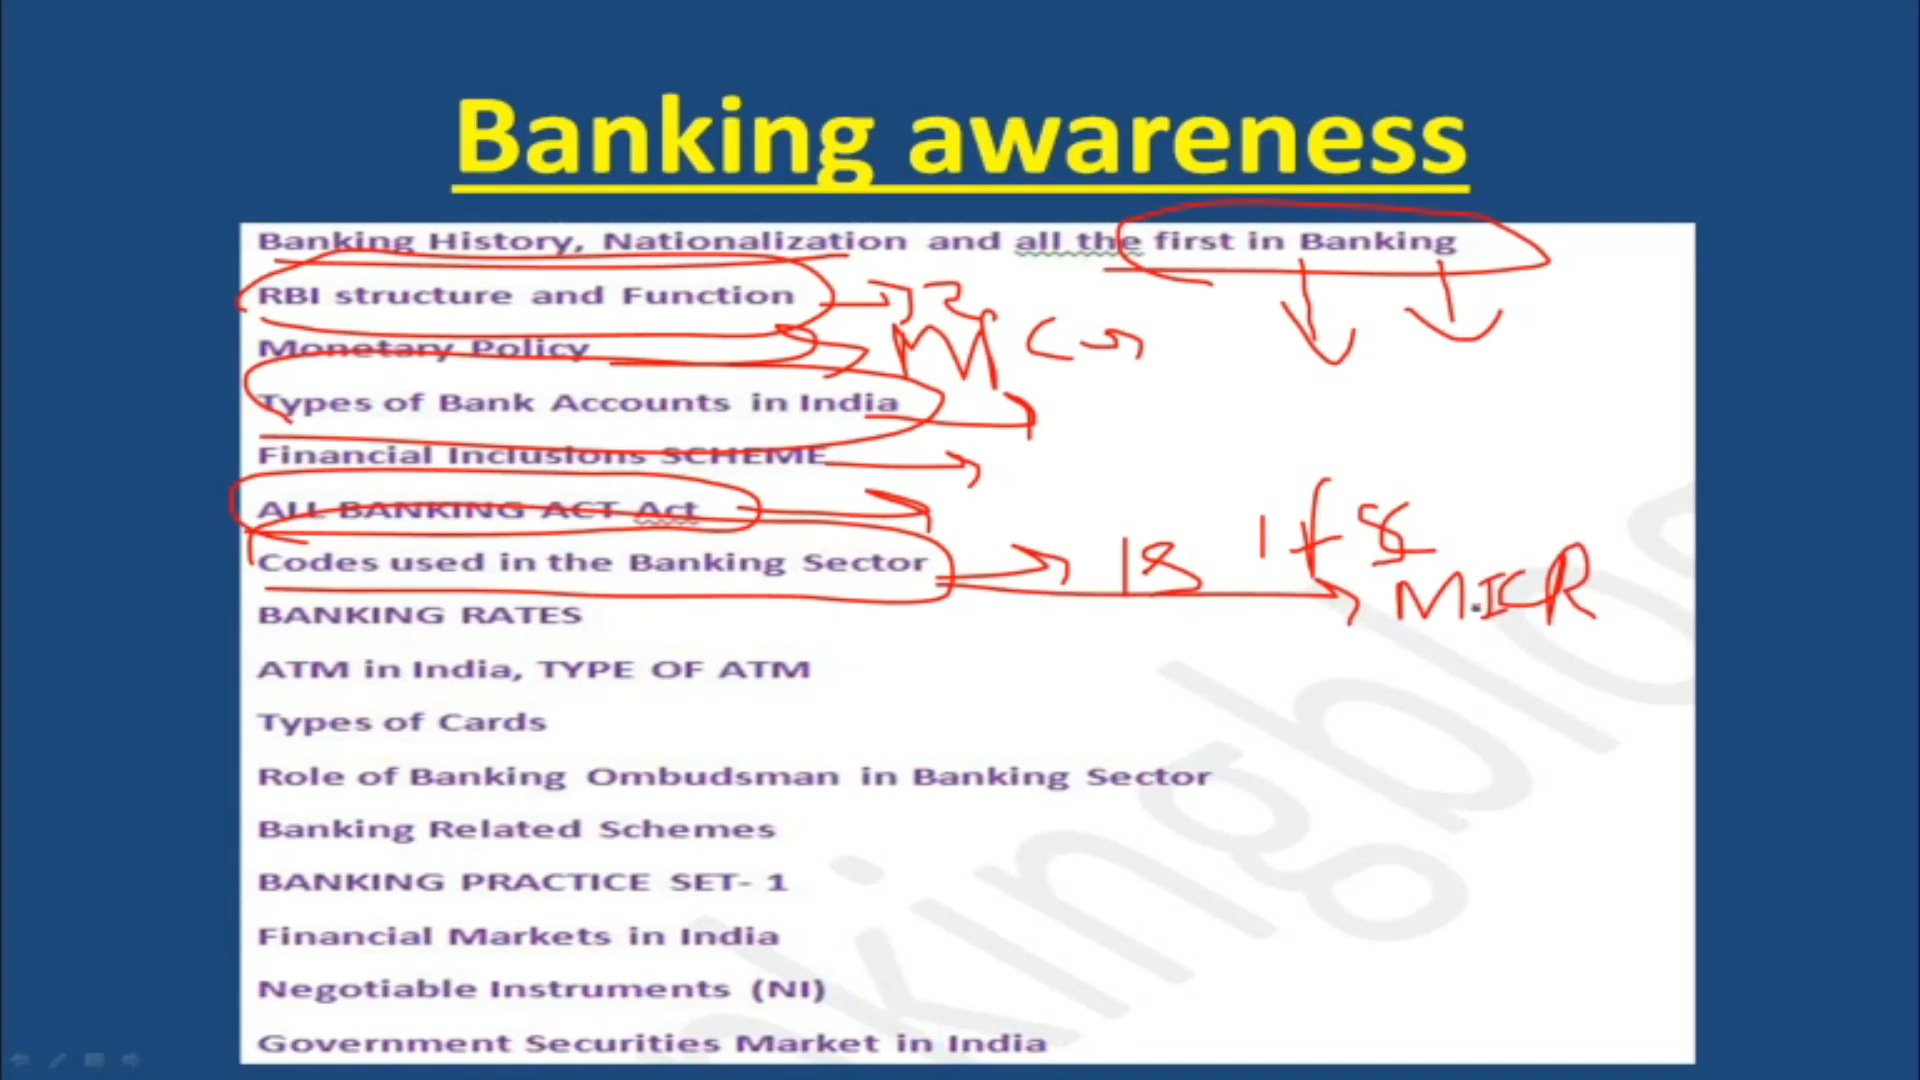 Banking awareness
Banking History, Nationalization and all the first in Banking
RBI structure and Function
Monetary Policy
Types of Bank Accounts in India
Financial Inclusions SCHEME
ALL BANKING ACT Act
Codes used in the Banking Sector
MICR
BANKING RATES
ATM in India, TYPE OF ATM
Types of Cards
Role of Banking Ombudsman in Banking Sector
Banking Related Schemes
BANKING PRACTICE SET- 1
Financial Markets in India
Negotiable Instruments (NI)
Government Securities Market in India